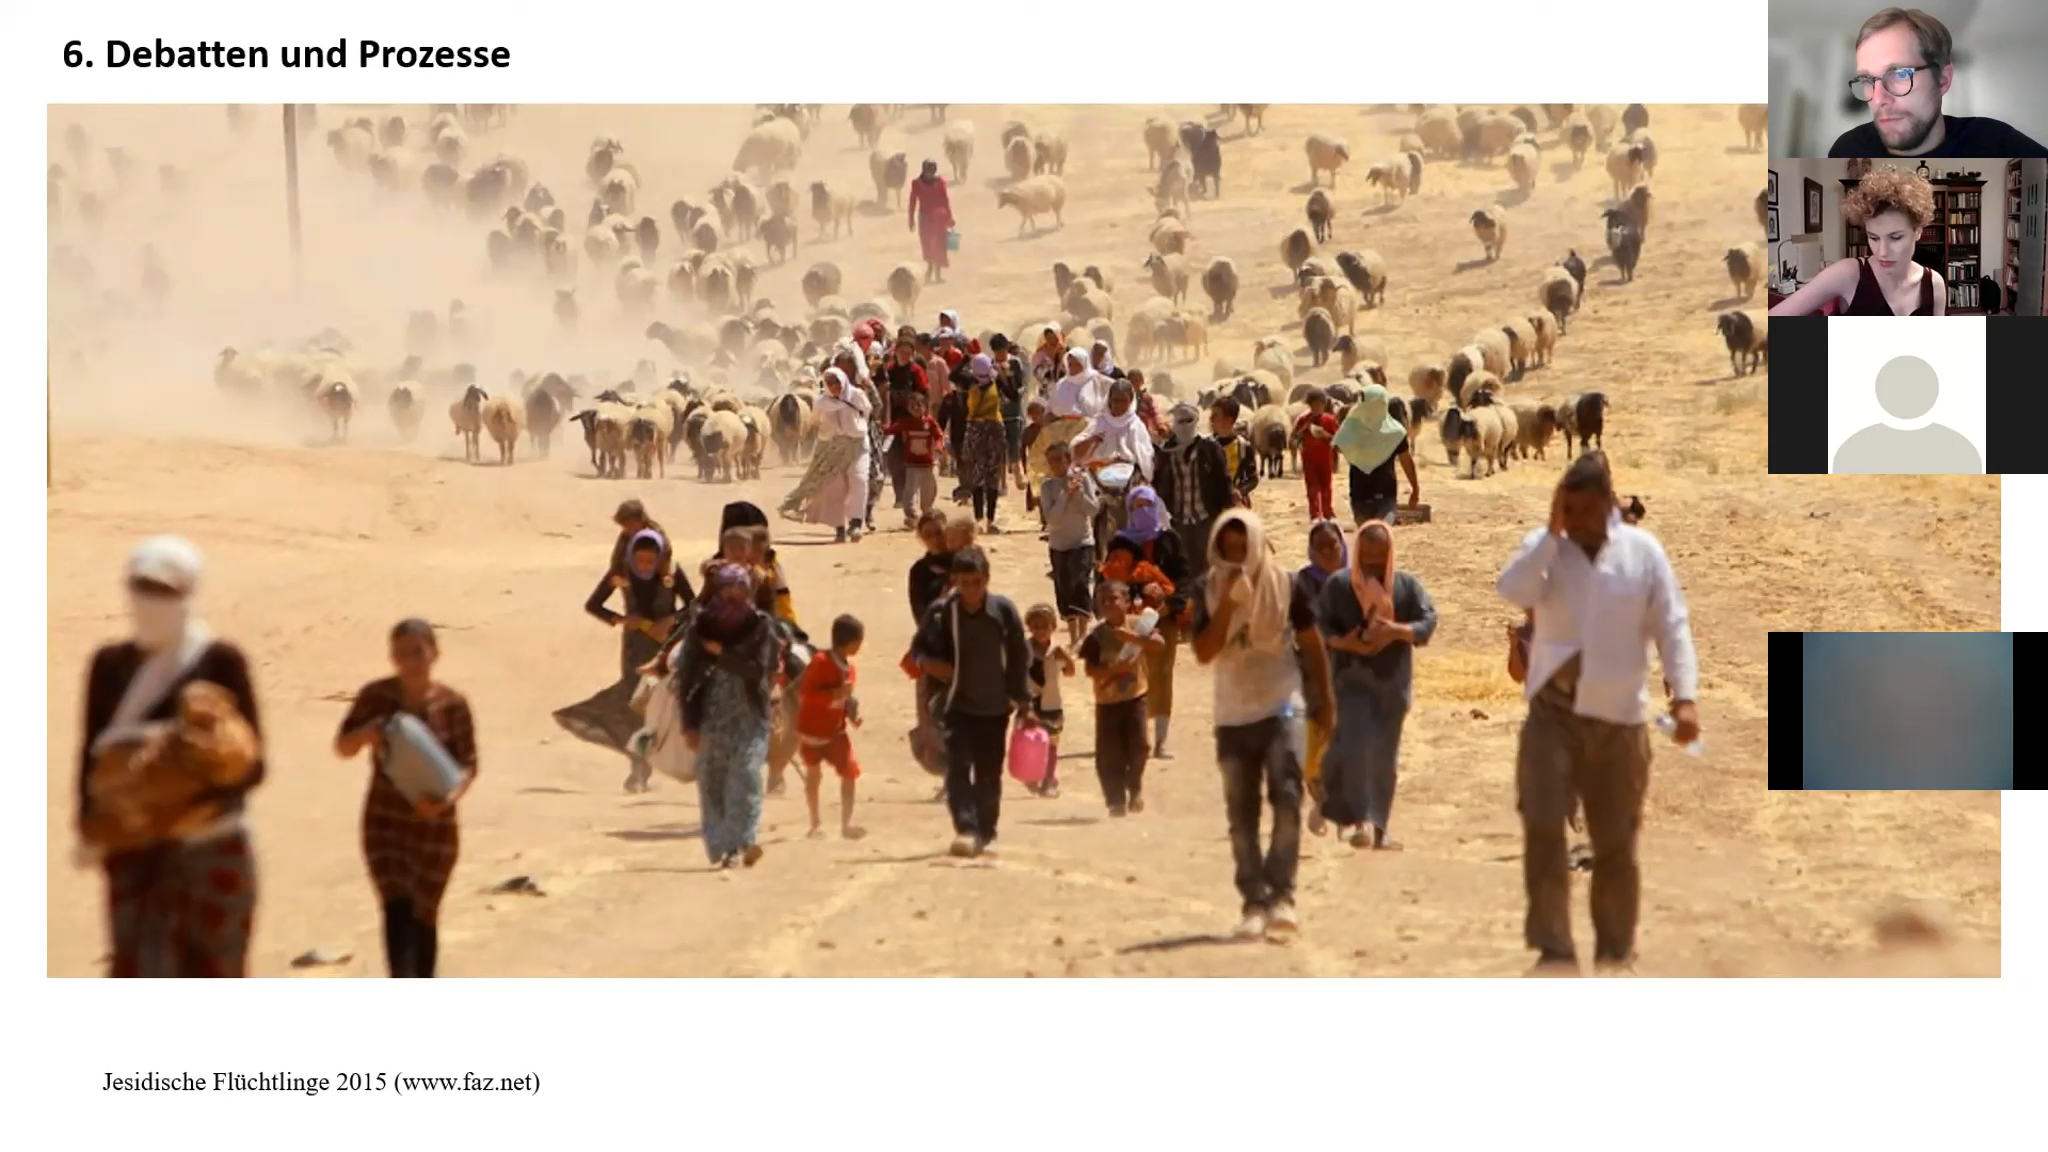 6. Debatten und Prozesse
Jesidische Flüchtlinge 2015 (www.faz.net)